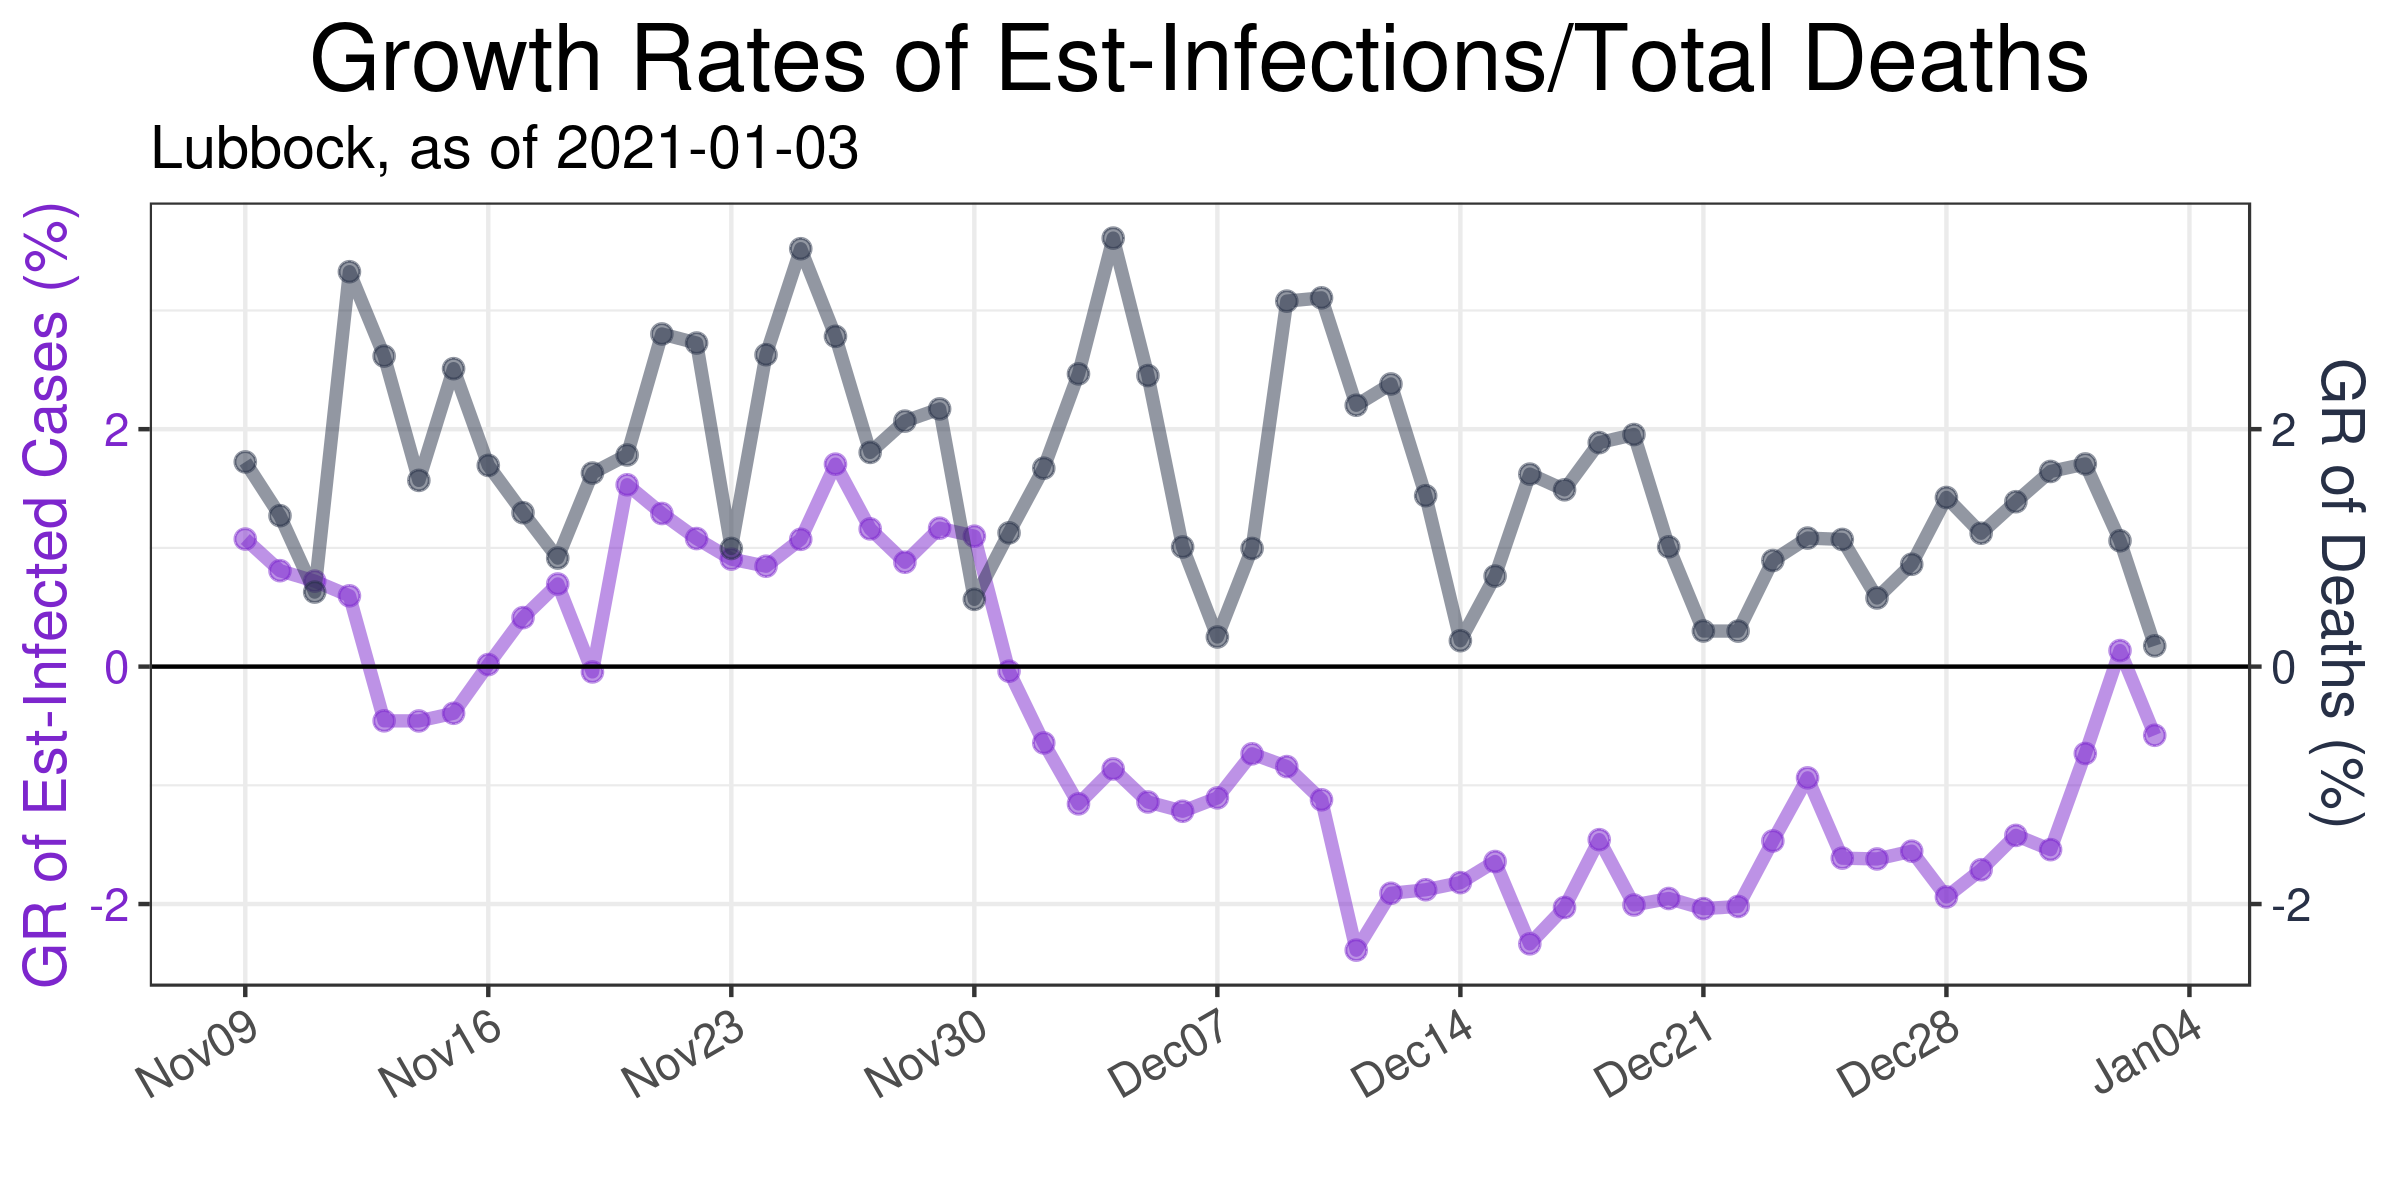 Growth Rates of Est-Infections/Total Deaths
Lubbock, as of 2021-01-03
GR of Est-Infected Cases (%)
2
0
-2
2
0
-2
GR of Deaths (%)
Nov09
Nov16
Nov23
Nov30
Dec07
Dec14
Dec21
Dec28
Jan04